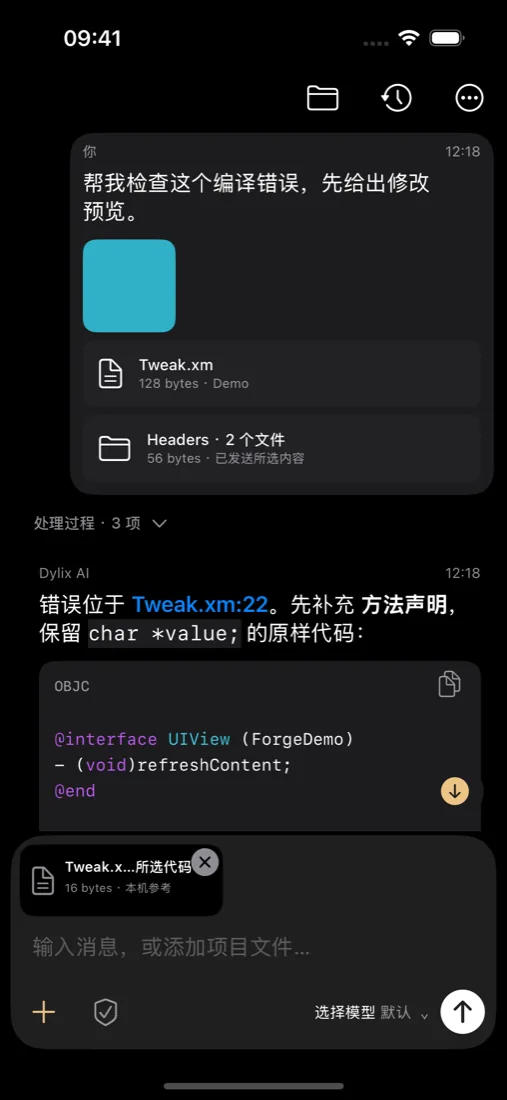 09:41
你 12:18
帮我检查这个编译错误，先给出修改
预览。
Tweak.xm
128 bytes · Demo
Headers · 2 个文件
56 bytes · 已发送所选内容
处理过程 · 3 项
Dylix AI 12:18
错误位于 Tweak.xm:22。先补充 方法声明，
保留 char *value; 的原样代码：
OBJC
@interface UIView (ForgeDemo)
- (void)refreshContent;
@end
Tweak.x...所选代码
16 bytes · 本机参考
输入消息，或添加项目文件...
选择模型 默认